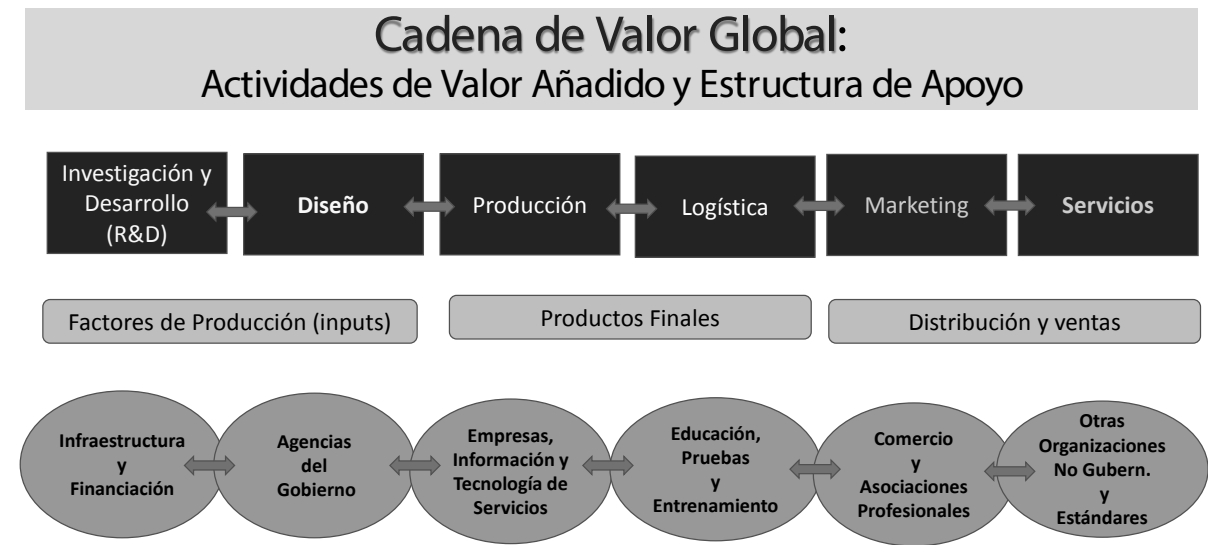 Cadena de Valor Global:
Actividades de Valor Añadido y Estructura de Apoyo
Investigación y
Desarrollo
(R&D)
Diseño
Producción
Logística
Marketing
Servicios
Factores de Producción (inputs)
Productos Finales
Distribución y ventas
Infraestructura
y
Financiación
Agencias
del
Gobierno
Empresas,
Información y
Tecnología de
Servicios
Educación,
Pruebas
y
Entrenamiento
Comercio
y
Asociaciones
Profesionales
Otras
Organizaciones
No Gubern.
y
Estándares